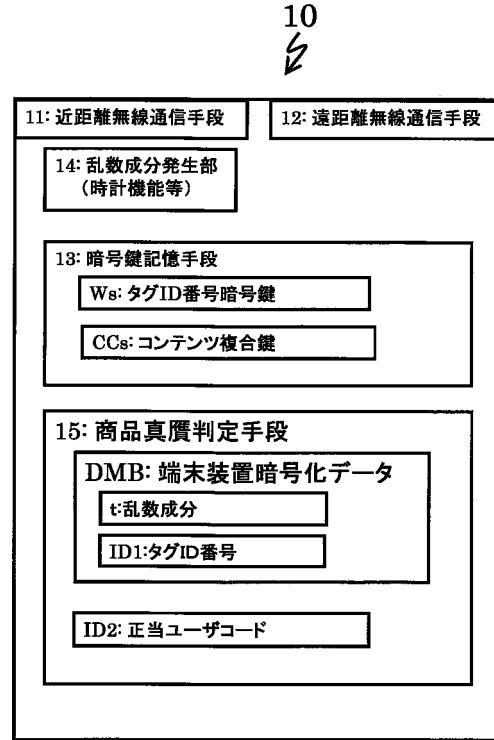 10
11: 近距離無線通信手段
12: 遠距離無線通信手段
14: 乱数成分発生部
(時計機能等)
13: 暗号鍵記憶手段
Ws: タグID番号暗号鍵
CCs: コンテンツ複合鍵
15: 商品真贋判定手段
DMB: 端末装置暗号化データ
t:乱数成分
ID1:タグID番号
ID2: 正当ユーザコード